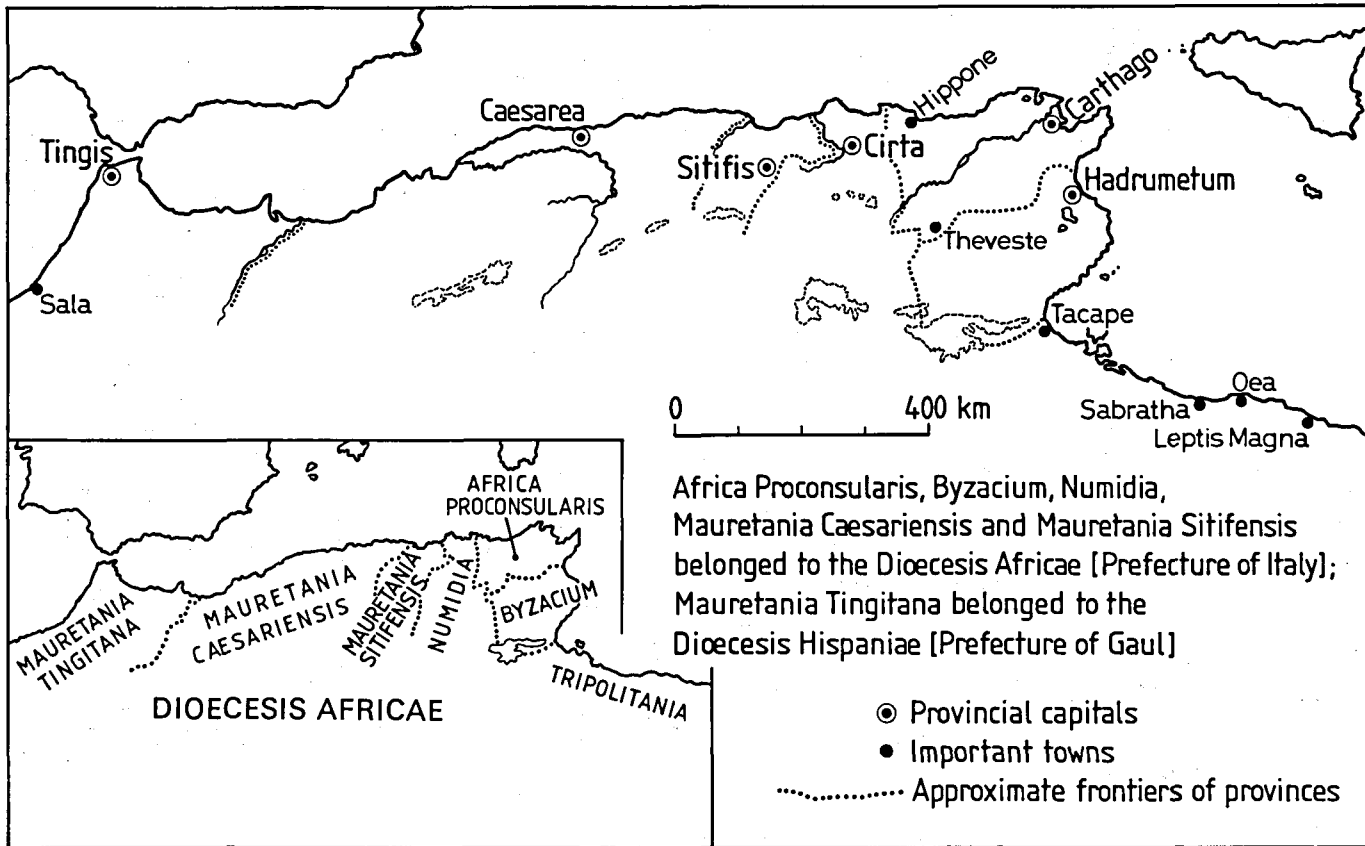 Tingis
Sala
Caesarea
Sitifis
Cirta
Hippone
Carthago
Hadrumetum
Theveste
Tacape
Sabratha
Oea
Leptis Magna
0 400 km
MAURETANIA
TINGITANA
MAURETANIA
CAESARIENSIS
MAURETANIA
SITIFENSIS
NUMIDIA
AFRICA
PROCONSULARIS
BYZACIUM
TRIPOLITANIA
DIOECESIS AFRICAE
Africa Proconsularis, Byzacium, Numidia,
Mauretania Cæsariensis and Mauretania Sitifensis
belonged to the Diœcesis Africae [Prefecture of Italy];
Mauretania Tingitana belonged to the
Diœcesis Hispaniae [Prefecture of Gaul]
Provincial capitals
Important towns
Approximate frontiers of provinces